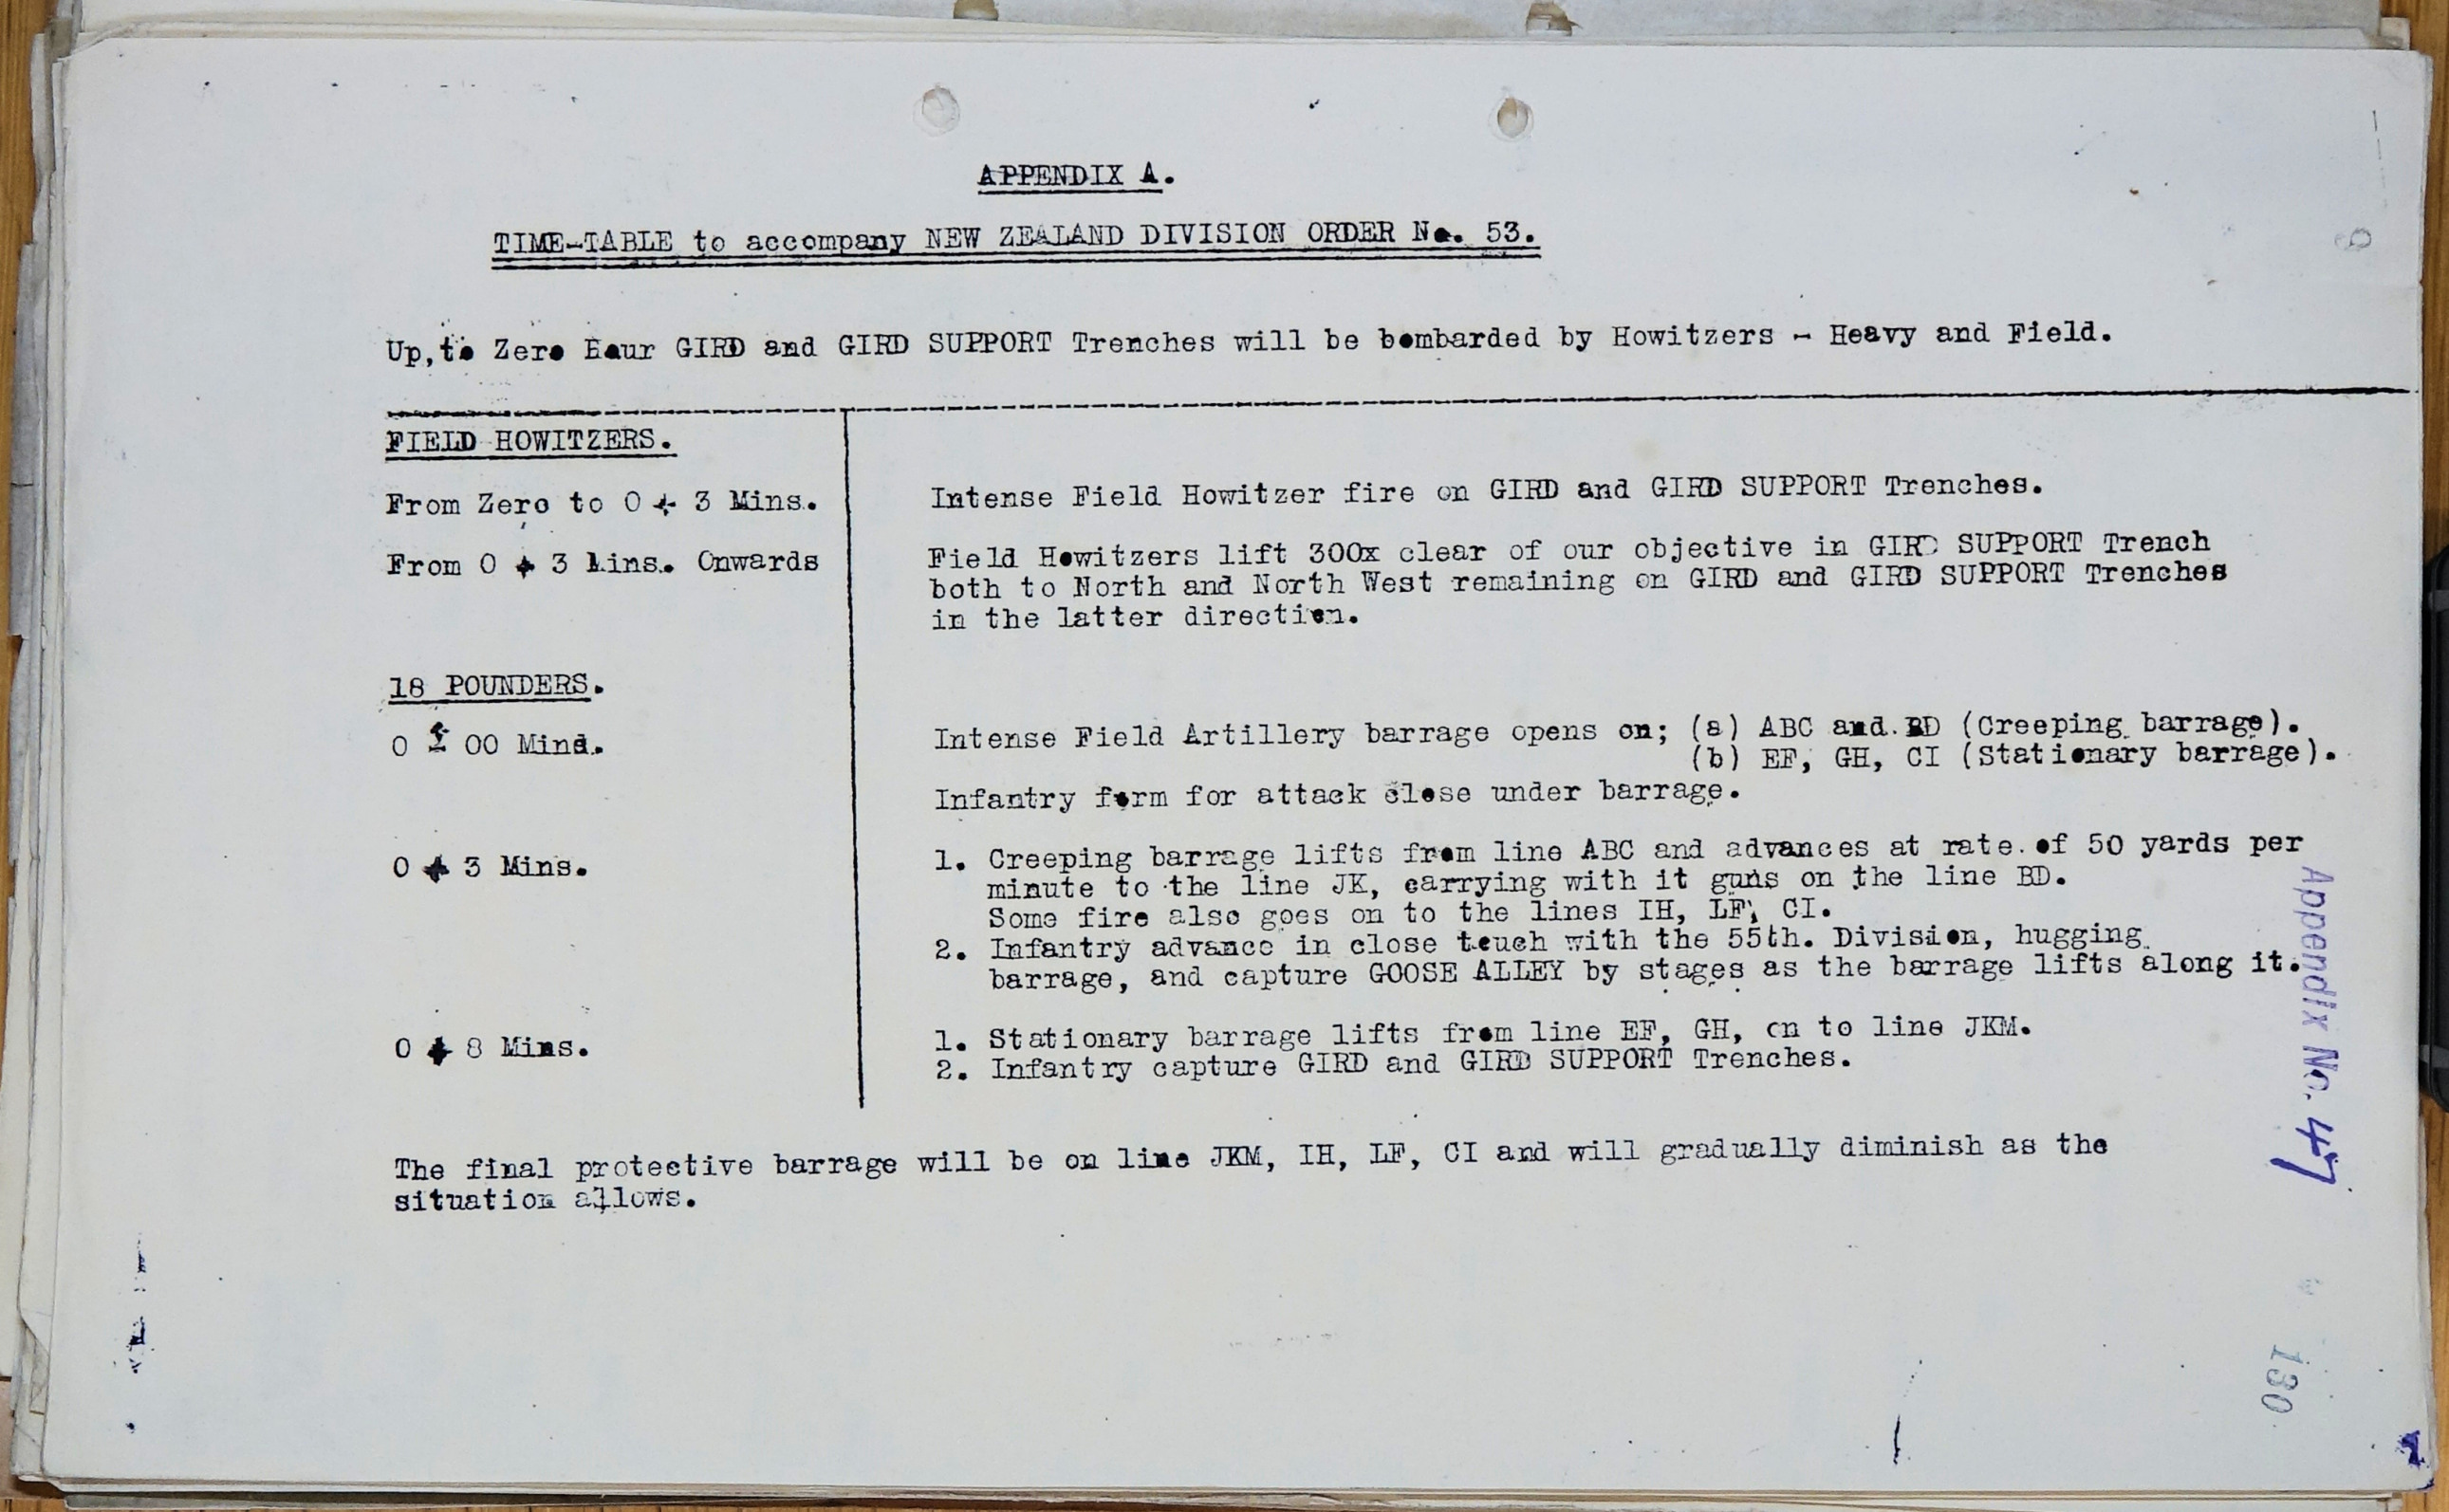 APPENDIX A.
TIME-TABLE to accompany NEW ZEALAND DIVISION ORDER No. 53.
Up,to Zero Hour GIRD and GIRD SUPPORT Trenches will be bombarded by Howitzers - Heavy and Field.
FIELD HOWITZERS.
From Zero to 0 + 3 Mins. Intense Field Howitzer fire on GIRD and GIRD SUPPORT Trenches.
From 0 + 3 Mins. Onwards Field Howitzers lift 300x clear of our objective in GIRD SUPPORT Trench
both to North and North West remaining on GIRD and GIRD SUPPORT Trenches
in the latter direction.
18 POUNDERS.
0 ± 00 Mins. Intense Field Artillery barrage opens on; (a) ABC and BD (Creeping barrage).
(b) EF, GH, CI (Stationary barrage).
Infantry form for attack close under barrage.
0 + 3 Mins. 1. Creeping barrage lifts from line ABC and advances at rate of 50 yards per
minute to the line JK, carrying with it guns on the line BD.
Some fire also goes on to the lines IH, LF, CI.
2. Infantry advance in close touch with the 55th. Division, hugging
barrage, and capture GOOSE ALLEY by stages as the barrage lifts along it.
0 + 8 Mins. 1. Stationary barrage lifts from line EF, GH, on to line JKM.
2. Infantry capture GIRD and GIRD SUPPORT Trenches.
The final protective barrage will be on line JKM, IH, LF, CI and will gradually diminish as the
situation allows.
Appendix No. 47
130